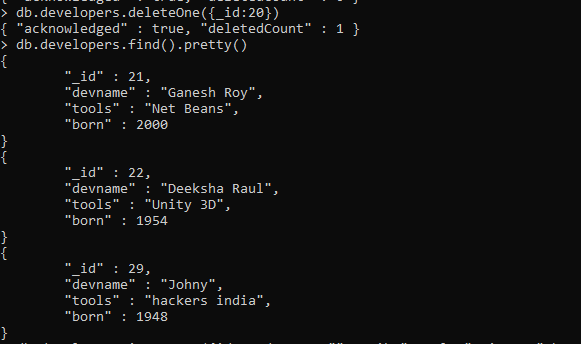 > db.developers.deleteOne({_id:20})
{ "acknowledged" : true, "deletedCount" : 1 }
> db.developers.find().pretty()
{
        "_id" : 21,
        "devname" : "Ganesh Roy",
        "tools" : "Net Beans",
        "born" : 2000
}
{
        "_id" : 22,
        "devname" : "Deeksha Raul",
        "tools" : "Unity 3D",
        "born" : 1954
}
{
        "_id" : 29,
        "devname" : "Johny",
        "tools" : "hackers india",
        "born" : 1948
}